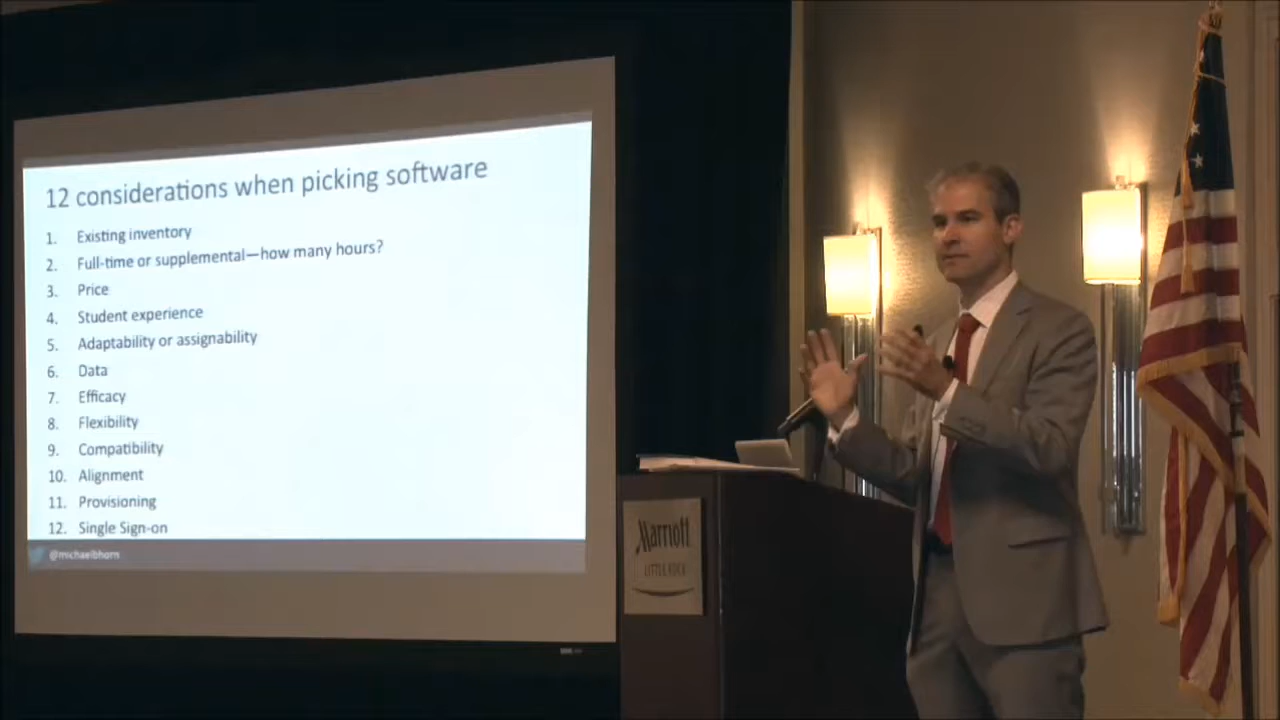 12 considerations when picking software
1. Existing inventory
2. Full-time or supplemental—how many hours?
3. Price
4. Student experience
5. Adaptability or assignability
6. Data
7. Efficacy
8. Flexibility
9. Compatibility
10. Alignment
11. Provisioning
12. Single Sign-on
@michaelbhorn
Marriott
LITTLE ROCK